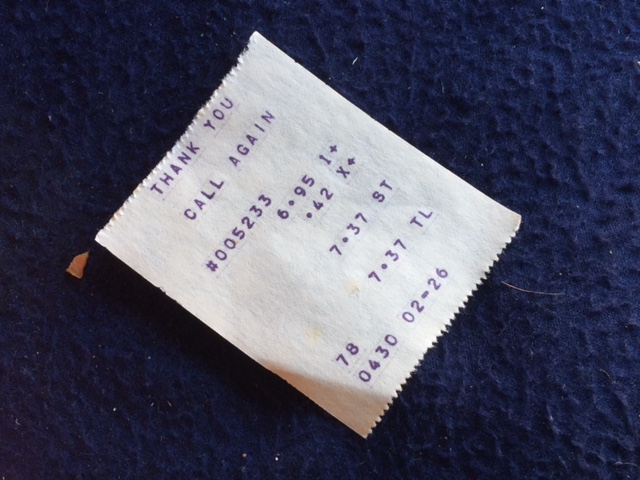 THANK YOU
CALL AGAIN
#005233
6.95 1+
.42 X+
7.37 ST
7.37 TL
78
0430 02-26